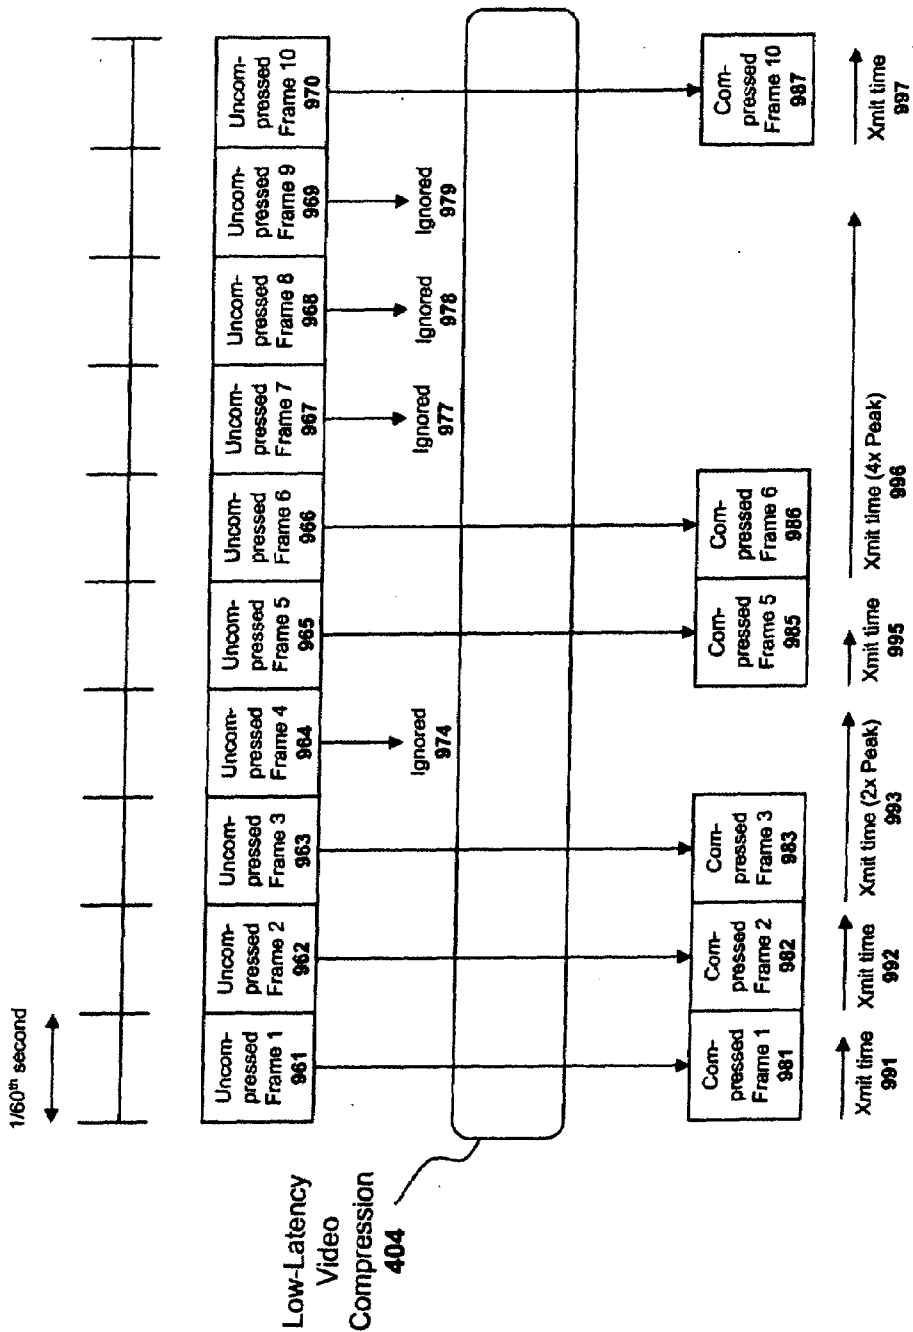 1/60th second
Uncom-
pressed
Frame 1
961
Uncom-
pressed
Frame 2
962
Uncom-
pressed
Frame 3
963
Uncom-
pressed
Frame 4
964
Uncom-
pressed
Frame 5
965
Uncom-
pressed
Frame 6
966
Uncom-
pressed
Frame 7
967
Uncom-
pressed
Frame 8
968
Uncom-
pressed
Frame 9
969
Uncom-
pressed
Frame 10
970
Ignored
974
Ignored
977
Ignored
978
Ignored
979
Low-Latency
Video
Compression
404
Com-
pressed
Frame 1
981
Com-
pressed
Frame 2
982
Com-
pressed
Frame 3
983
Com-
pressed
Frame 5
985
Com-
pressed
Frame 6
986
Com-
pressed
Frame 10
987
Xmit time
991
Xmit time
992
Xmit time (2x Peak)
993
Xmit time
995
Xmit time (4x Peak)
996
Xmit time
997